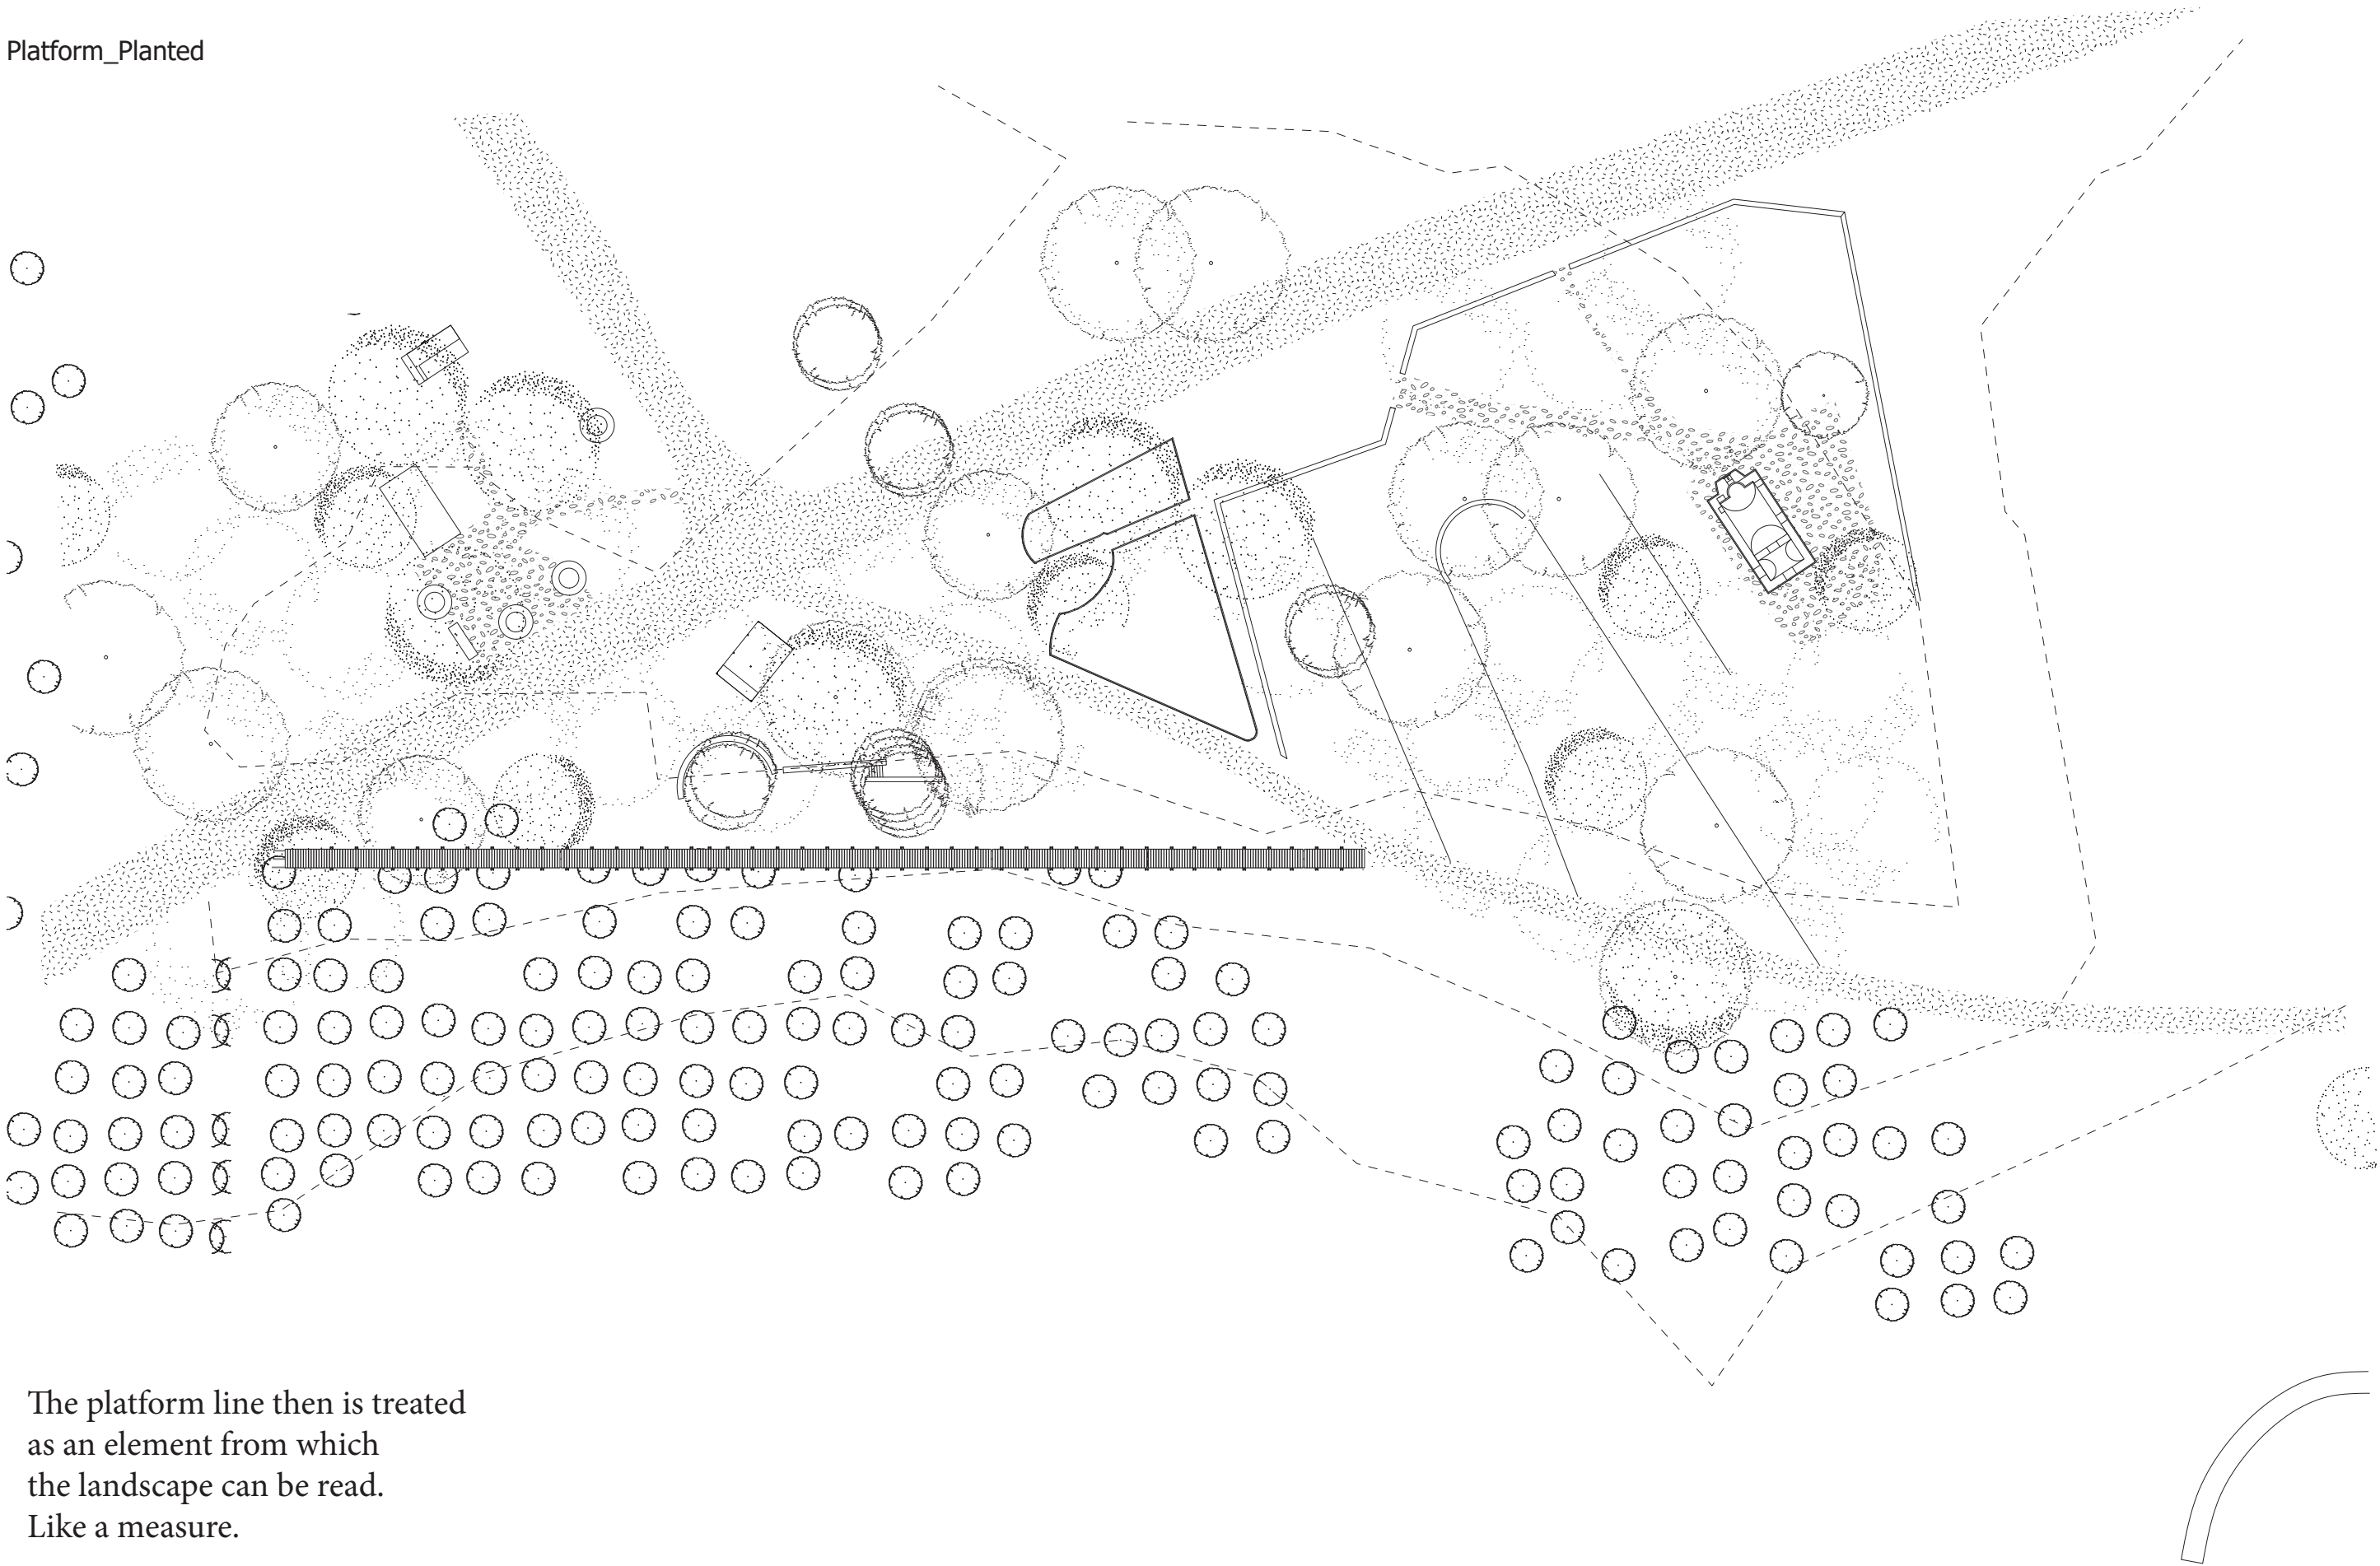 Platform_Planted
The platform line then is treated
as an element from which
the landscape can be read.
Like a measure.